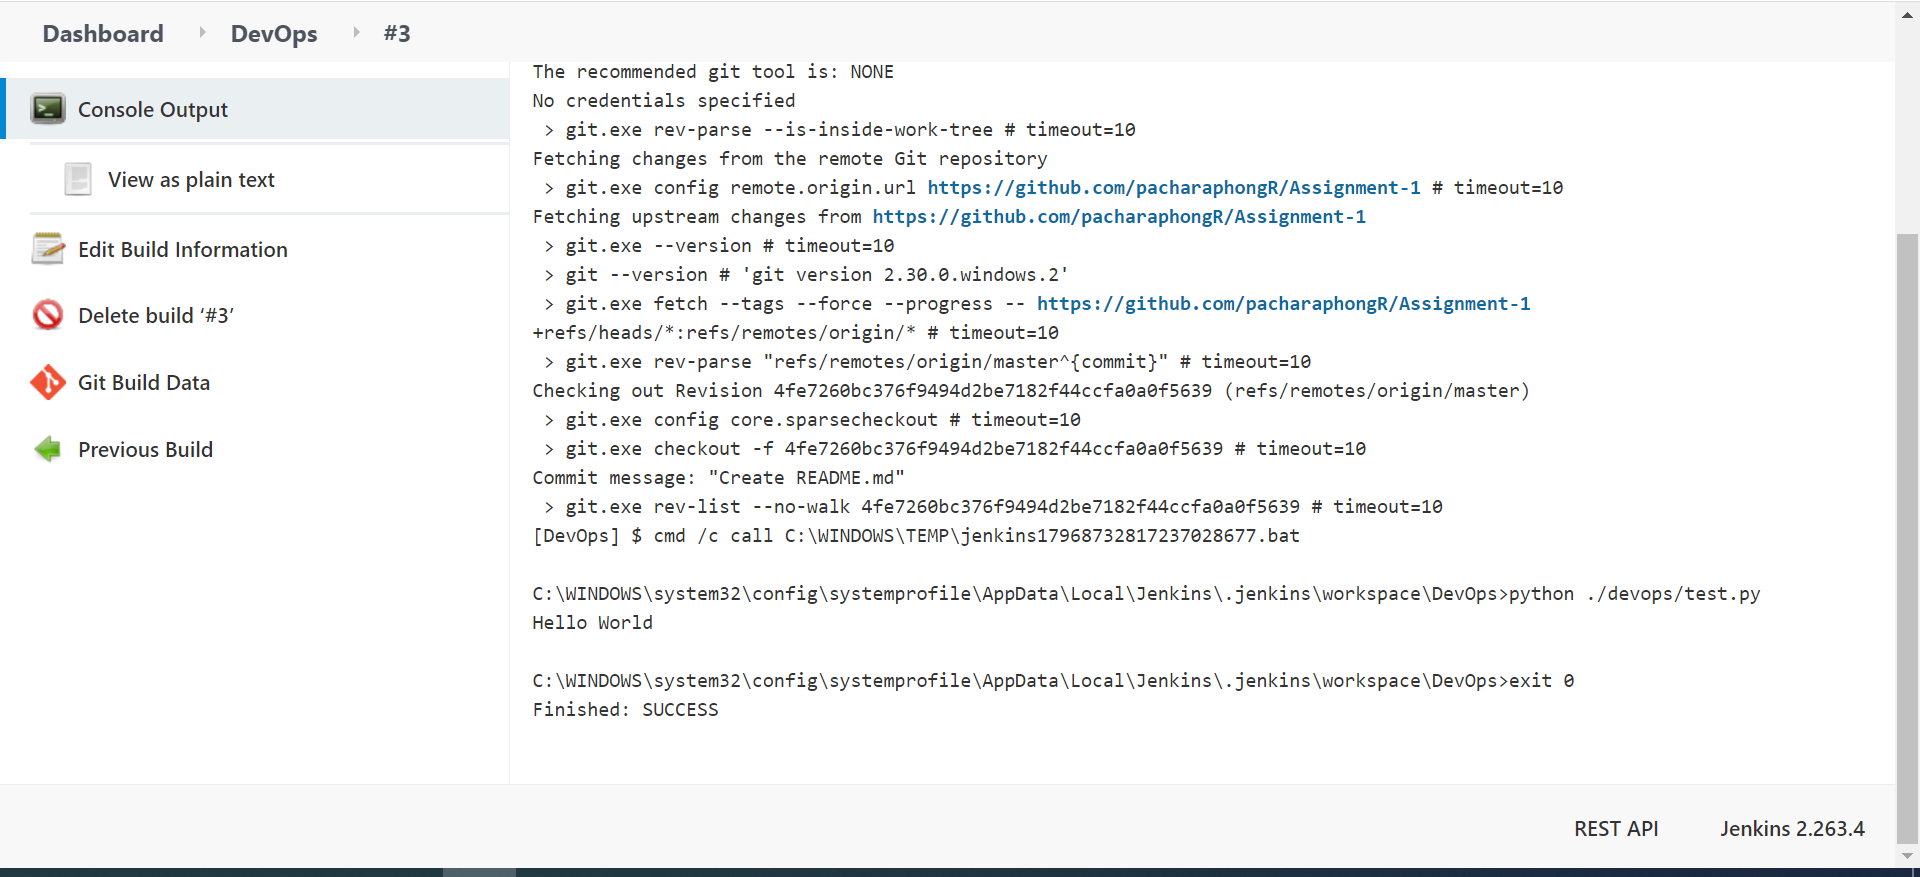 Dashboard DevOps #3
Console Output
View as plain text
Edit Build Information
Delete build ‘#3’
Git Build Data
Previous Build
The recommended git tool is: NONE
No credentials specified
> git.exe rev-parse --is-inside-work-tree # timeout=10
Fetching changes from the remote Git repository
> git.exe config remote.origin.url https://github.com/pacharaphongR/Assignment-1 # timeout=10
Fetching upstream changes from https://github.com/pacharaphongR/Assignment-1
> git.exe --version # timeout=10
> git --version # 'git version 2.30.0.windows.2'
> git.exe fetch --tags --force --progress -- https://github.com/pacharaphongR/Assignment-1
+refs/heads/*:refs/remotes/origin/* # timeout=10
> git.exe rev-parse "refs/remotes/origin/master^{commit}" # timeout=10
Checking out Revision 4fe7260bc376f9494d2be7182f44ccfa0a0f5639 (refs/remotes/origin/master)
> git.exe config core.sparsecheckout # timeout=10
> git.exe checkout -f 4fe7260bc376f9494d2be7182f44ccfa0a0f5639 # timeout=10
Commit message: "Create README.md"
> git.exe rev-list --no-walk 4fe7260bc376f9494d2be7182f44ccfa0a0f5639 # timeout=10
[DevOps] $ cmd /c call C:\WINDOWS\TEMP\jenkins17968732817237028677.bat
C:\WINDOWS\system32\config\systemprofile\AppData\Local\Jenkins\.jenkins\workspace\DevOps>python ./devops/test.py
Hello World
C:\WINDOWS\system32\config\systemprofile\AppData\Local\Jenkins\.jenkins\workspace\DevOps>exit 0
Finished: SUCCESS
REST API Jenkins 2.263.4